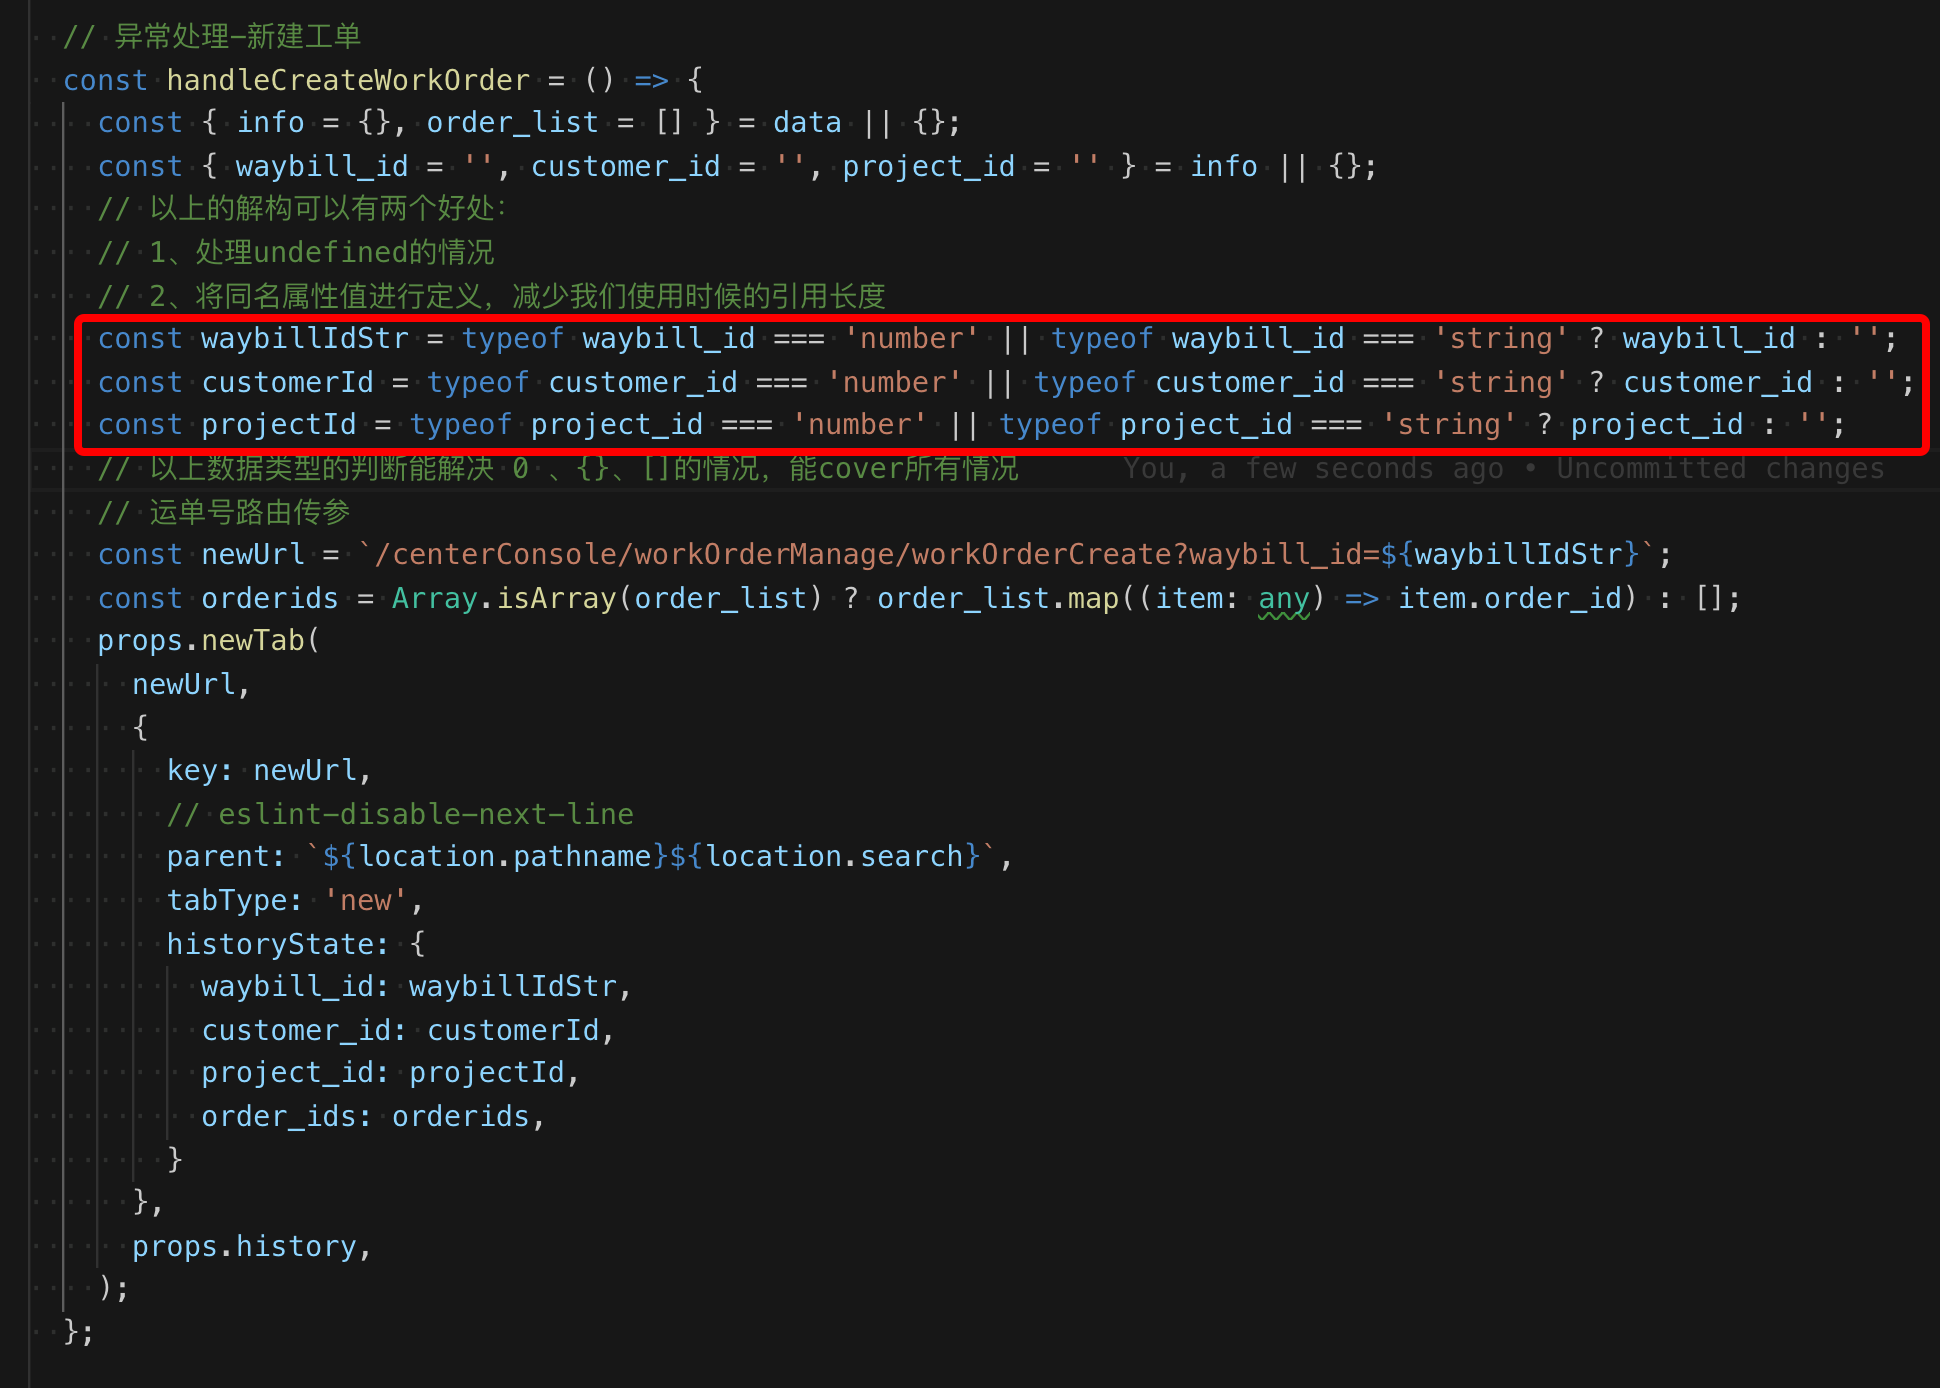 // 异常处理-新建工单
const handleCreateWorkOrder = () => {
const { info = {}, order_list = [] } = data || {};
const { waybill_id = '', customer_id = '', project_id = '' } = info || {};
// 以上的解构可以有两个好处:
// 1、处理undefined的情况
// 2、将同名属性值进行定义，减少我们使用时候的引用长度
const waybillIdStr = typeof waybill_id === 'number' || typeof waybill_id === 'string' ? waybill_id : '';
const customerId = typeof customer_id === 'number' || typeof customer_id === 'string' ? customer_id : '';
const projectId = typeof project_id === 'number' || typeof project_id === 'string' ? project_id : '';
// 以上数据类型的判断能解决 0 、{}、[]的情况，能cover所有情况 You, a few seconds ago • Uncommitted changes
// 运单号路由传参
const newUrl = `/centerConsole/workOrderManage/workOrderCreate?waybill_id=${waybillIdStr}`;
const orderids = Array.isArray(order_list) ? order_list.map((item: any) => item.order_id) : [];
props.newTab(
newUrl,
{
key: newUrl,
// eslint-disable-next-line
parent: `${location.pathname}${location.search}`,
tabType: 'new',
historyState: {
waybill_id: waybillIdStr,
customer_id: customerId,
project_id: projectId,
order_ids: orderids,
}
},
props.history,
);
};